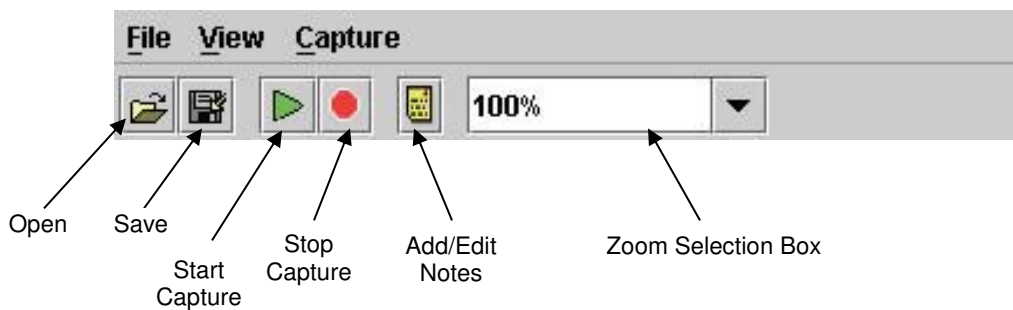 File View Capture
100%
Open
Save
Start
Capture
Stop
Capture
Add/Edit
Notes
Zoom Selection Box